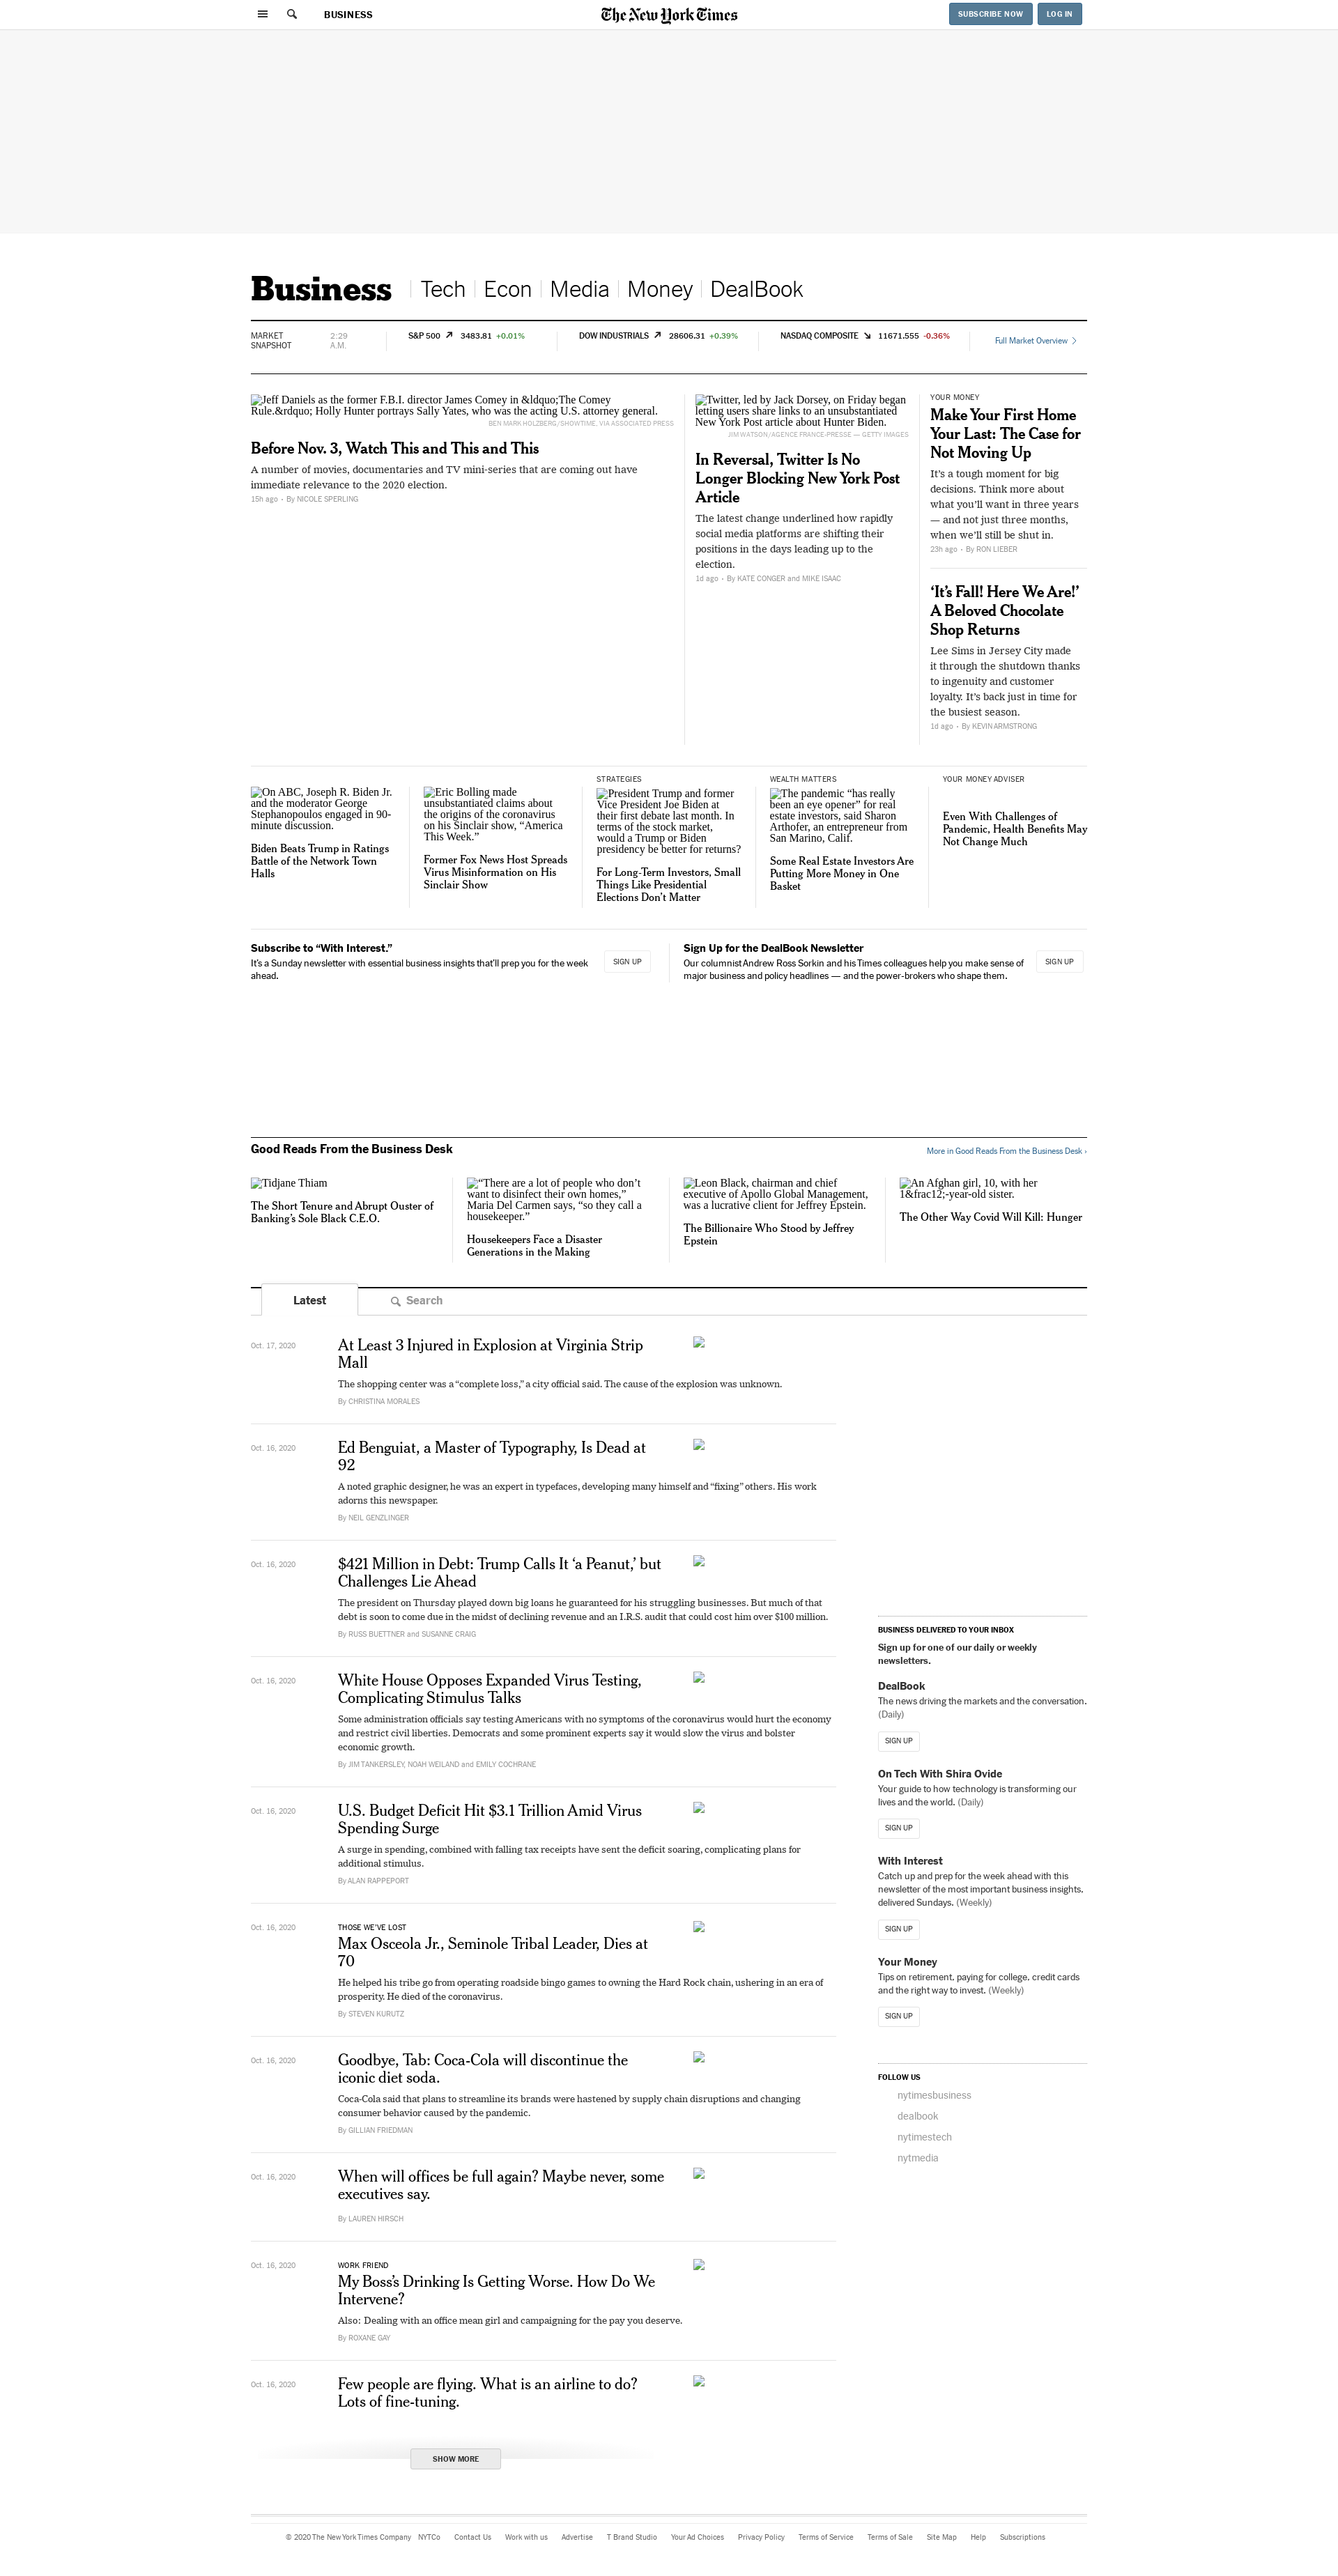 BUSINESS
The New York Times
SUBSCRIBE NOW
LOG IN
Business
Tech
Econ
Media
Money
DealBook
MARKET
SNAPSHOT
2:29
A.M.
S&P 500 3483.81 +0.01%
DOW INDUSTRIALS 28606.31 +0.39%
NASDAQ COMPOSITE 11671.555 -0.36%
Full Market Overview
Jeff Daniels as the former F.B.I. director James Comey in &ldquo;The Comey
Rule.&rdquo; Holly Hunter portrays Sally Yates, who was the acting U.S. attorney general.
BEN MARK HOLZBERG/SHOWTIME, VIA ASSOCIATED PRESS
Before Nov. 3, Watch This and This and This
A number of movies, documentaries and TV mini-series that are coming out have
immediate relevance to the 2020 election.
15h ago • By NICOLE SPERLING
Twitter, led by Jack Dorsey, on Friday began
letting users share links to an unsubstantiated
New York Post article about Hunter Biden.
JIM WATSON/AGENCE FRANCE-PRESSE — GETTY IMAGES
In Reversal, Twitter Is No
Longer Blocking New York Post
Article
The latest change underlined how rapidly
social media platforms are shifting their
positions in the days leading up to the
election.
1d ago • By KATE CONGER and MIKE ISAAC
YOUR MONEY
Make Your First Home
Your Last: The Case for
Not Moving Up
It’s a tough moment for big
decisions. Think more about
what you’ll want in three years
— and not just three months,
when we’ll still be shut in.
23h ago • By RON LIEBER
‘It’s Fall! Here We Are!’
A Beloved Chocolate
Shop Returns
Lee Sims in Jersey City made
it through the shutdown thanks
to ingenuity and customer
loyalty. It’s back just in time for
the busiest season.
1d ago • By KEVIN ARMSTRONG
On ABC, Joseph R. Biden Jr.
and the moderator George
Stephanopoulos engaged in 90-
minute discussion.
Biden Beats Trump in Ratings
Battle of the Network Town
Halls
Eric Bolling made
unsubstantiated claims about
the origins of the coronavirus
on his Sinclair show, “America
This Week.”
Former Fox News Host Spreads
Virus Misinformation on His
Sinclair Show
STRATEGIES
President Trump and former
Vice President Joe Biden at
their first debate last month. In
terms of the stock market,
would a Trump or Biden
presidency be better for returns?
For Long-Term Investors, Small
Things Like Presidential
Elections Don’t Matter
WEALTH MATTERS
The pandemic “has really
been an eye opener” for real
estate investors, said Sharon
Arthofer, an entrepreneur from
San Marino, Calif.
Some Real Estate Investors Are
Putting More Money in One
Basket
YOUR MONEY ADVISER
Even With Challenges of
Pandemic, Health Benefits May
Not Change Much
Subscribe to “With Interest.”
It’s a Sunday newsletter with essential business insights that’ll prep you for the week
ahead.
SIGN UP
Sign Up for the DealBook Newsletter
Our columnist Andrew Ross Sorkin and his Times colleagues help you make sense of
major business and policy headlines — and the power-brokers who shape them.
SIGN UP
Good Reads From the Business Desk
More in Good Reads From the Business Desk ›
Tidjane Thiam
The Short Tenure and Abrupt Ouster of
Banking’s Sole Black C.E.O.
“There are a lot of people who don’t
want to disinfect their own homes,”
Maria Del Carmen says, “so they call a
housekeeper.”
Housekeepers Face a Disaster
Generations in the Making
Leon Black, chairman and chief
executive of Apollo Global Management,
was a lucrative client for Jeffrey Epstein.
The Billionaire Who Stood by Jeffrey
Epstein
An Afghan girl, 10, with her
1&frac12;-year-old sister.
The Other Way Covid Will Kill: Hunger
Latest
Search
Oct. 17, 2020
At Least 3 Injured in Explosion at Virginia Strip
Mall
The shopping center was a “complete loss,” a city official said. The cause of the explosion was unknown.
By CHRISTINA MORALES
Oct. 16, 2020
Ed Benguiat, a Master of Typography, Is Dead at
92
A noted graphic designer, he was an expert in typefaces, developing many himself and “fixing” others. His work
adorns this newspaper.
By NEIL GENZLINGER
Oct. 16, 2020
$421 Million in Debt: Trump Calls It ‘a Peanut,’ but
Challenges Lie Ahead
The president on Thursday played down big loans he guaranteed for his struggling businesses. But much of that
debt is soon to come due in the midst of declining revenue and an I.R.S. audit that could cost him over $100 million.
By RUSS BUETTNER and SUSANNE CRAIG
Oct. 16, 2020
White House Opposes Expanded Virus Testing,
Complicating Stimulus Talks
Some administration officials say testing Americans with no symptoms of the coronavirus would hurt the economy
and restrict civil liberties. Democrats and some prominent experts say it would slow the virus and bolster
economic growth.
By JIM TANKERSLEY, NOAH WEILAND and EMILY COCHRANE
Oct. 16, 2020
U.S. Budget Deficit Hit $3.1 Trillion Amid Virus
Spending Surge
A surge in spending, combined with falling tax receipts have sent the deficit soaring, complicating plans for
additional stimulus.
By ALAN RAPPEPORT
Oct. 16, 2020
THOSE WE’VE LOST
Max Osceola Jr., Seminole Tribal Leader, Dies at
70
He helped his tribe go from operating roadside bingo games to owning the Hard Rock chain, ushering in an era of
prosperity. He died of the coronavirus.
By STEVEN KURUTZ
Oct. 16, 2020
Goodbye, Tab: Coca-Cola will discontinue the
iconic diet soda.
Coca-Cola said that plans to streamline its brands were hastened by supply chain disruptions and changing
consumer behavior caused by the pandemic.
By GILLIAN FRIEDMAN
Oct. 16, 2020
When will offices be full again? Maybe never, some
executives say.
By LAUREN HIRSCH
Oct. 16, 2020
WORK FRIEND
My Boss’s Drinking Is Getting Worse. How Do We
Intervene?
Also: Dealing with an office mean girl and campaigning for the pay you deserve.
By ROXANE GAY
Oct. 16, 2020
Few people are flying. What is an airline to do?
Lots of fine-tuning.
SHOW MORE
BUSINESS DELIVERED TO YOUR INBOX
Sign up for one of our daily or weekly
newsletters.
DealBook
The news driving the markets and the conversation.
(Daily)
SIGN UP
On Tech With Shira Ovide
Your guide to how technology is transforming our
lives and the world. (Daily)
SIGN UP
With Interest
Catch up and prep for the week ahead with this
newsletter of the most important business insights,
delivered Sundays. (Weekly)
SIGN UP
Your Money
Tips on retirement, paying for college, credit cards
and the right way to invest. (Weekly)
SIGN UP
FOLLOW US
nytimesbusiness
dealbook
nytimestech
nytmedia
© 2020 The New York Times Company NYTCo Contact Us Work with us Advertise T Brand Studio Your Ad Choices Privacy Policy Terms of Service Terms of Sale Site Map Help Subscriptions